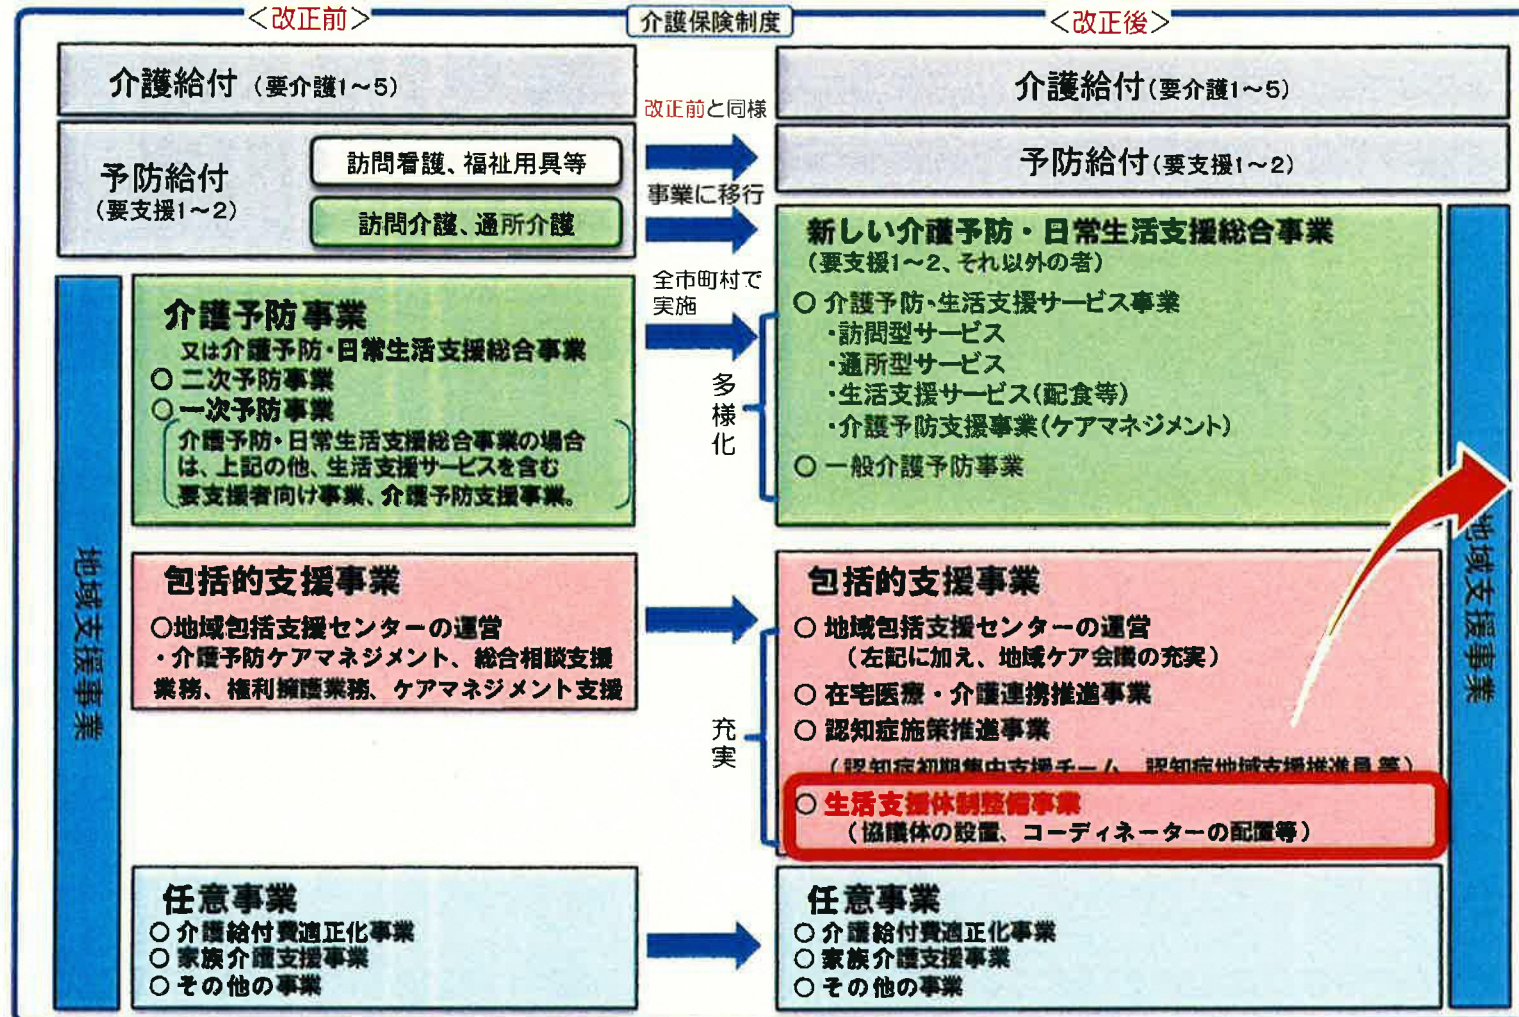 <改正前>
介護保険制度
<改正後>
介護給付（要介護1～5）
予防給付
（要支援1～2）
訪問看護、福祉用具等
訪問介護、通所介護
地域支援事業
介護予防事業
又は介護予防・日常生活支援総合事業
○ 二次予防事業
○ 一次予防事業
介護予防・日常生活支援総合事業の場合
は、上記の他、生活支援サービスを含む
要支援者向け事業、介護予防支援事業。
包括的支援事業
○地域包括支援センターの運営
・介護予防ケアマネジメント、総合相談支援
業務、権利擁護業務、ケアマネジメント支援
任意事業
○ 介護給付費適正化事業
○ 家族介護支援事業
○ その他の事業
改正前と同様
事業に移行
全市町村で
実施
多様化
充実
介護給付（要介護1～5）
予防給付（要支援1～2）
新しい介護予防・日常生活支援総合事業
（要支援1～2、それ以外の者）
○ 介護予防・生活支援サービス事業
・訪問型サービス
・通所型サービス
・生活支援サービス（配食等）
・介護予防支援事業（ケアマネジメント）
○ 一般介護予防事業
包括的支援事業
○ 地域包括支援センターの運営
（左記に加え、地域ケア会議の充実）
○ 在宅医療・介護連携推進事業
○ 認知症施策推進事業
（認知症初期集中支援チーム、認知症地域支援推進員 等）
○ 生活支援体制整備事業
（協議体の設置、コーディネーターの配置等）
任意事業
○ 介護給付費適正化事業
○ 家族介護支援事業
○ その他の事業
地域支援事業